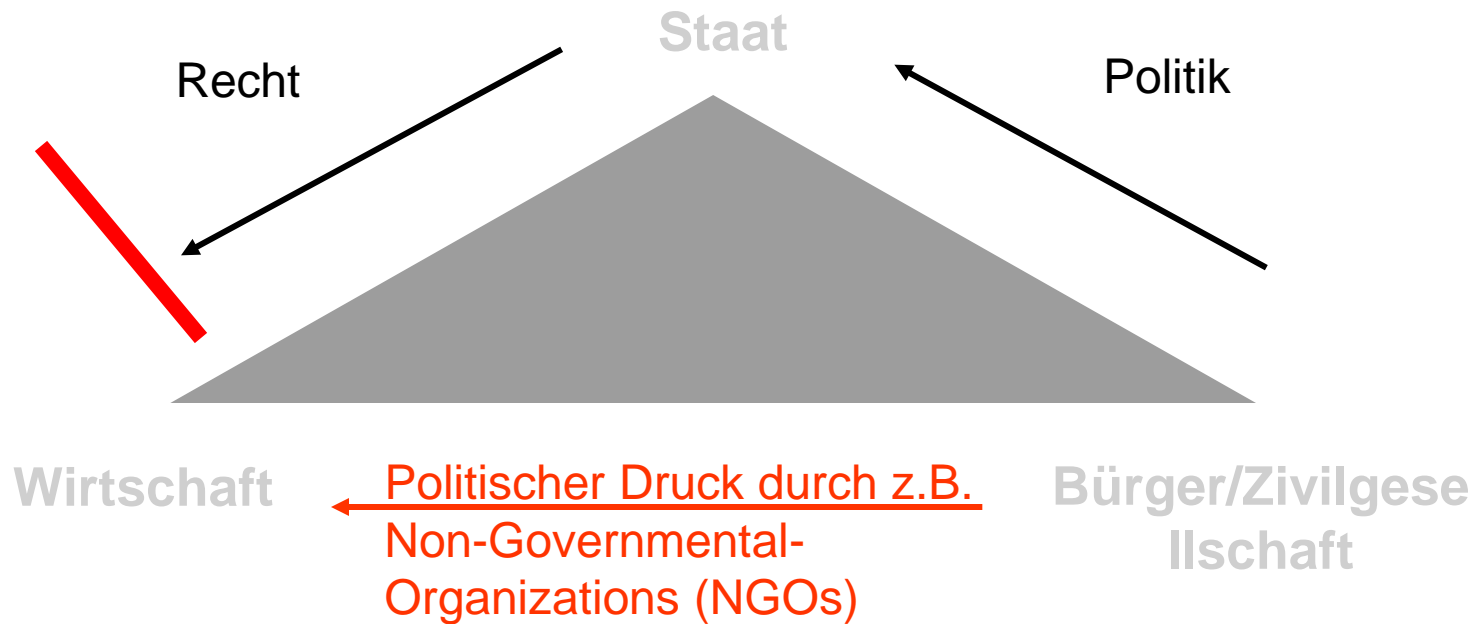 Staat
Recht
Politik
Wirtschaft
Politischer Druck durch z.B.
Non-Governmental-
Organizations (NGOs)
Bürger/Zivilgese
llschaft